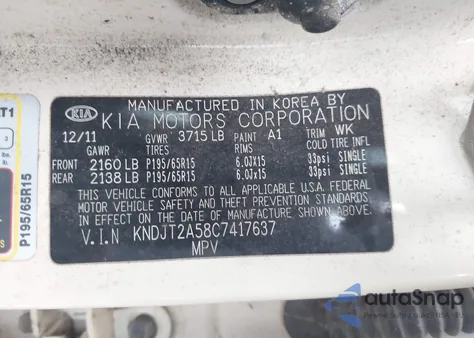 MANUFACTURED IN KOREA BY
KIA KIA MOTORS CORPORATION
12/11 GVWR 3715 LB PAINT A1 TRIM WK
GAWR TIRES RIMS COLD TIRE INFL
FRONT 2160 LB P195/65R15 6.0Jx15 33psi SINGLE
REAR 2138 LB P195/65R15 6.0Jx15 33psi SINGLE
THIS VEHICLE CONFORMS TO ALL APPLICABLE U.S.A. FEDERAL
MOTOR VEHICLE SAFETY AND THEFT PREVENTION STANDARDS
IN EFFECT ON THE DATE OF MANUFACTURE SHOWN ABOVE.
V.I.N KNDJT2A58C7417637
MPV
3
lbs.
P195/65R15
autoSnap